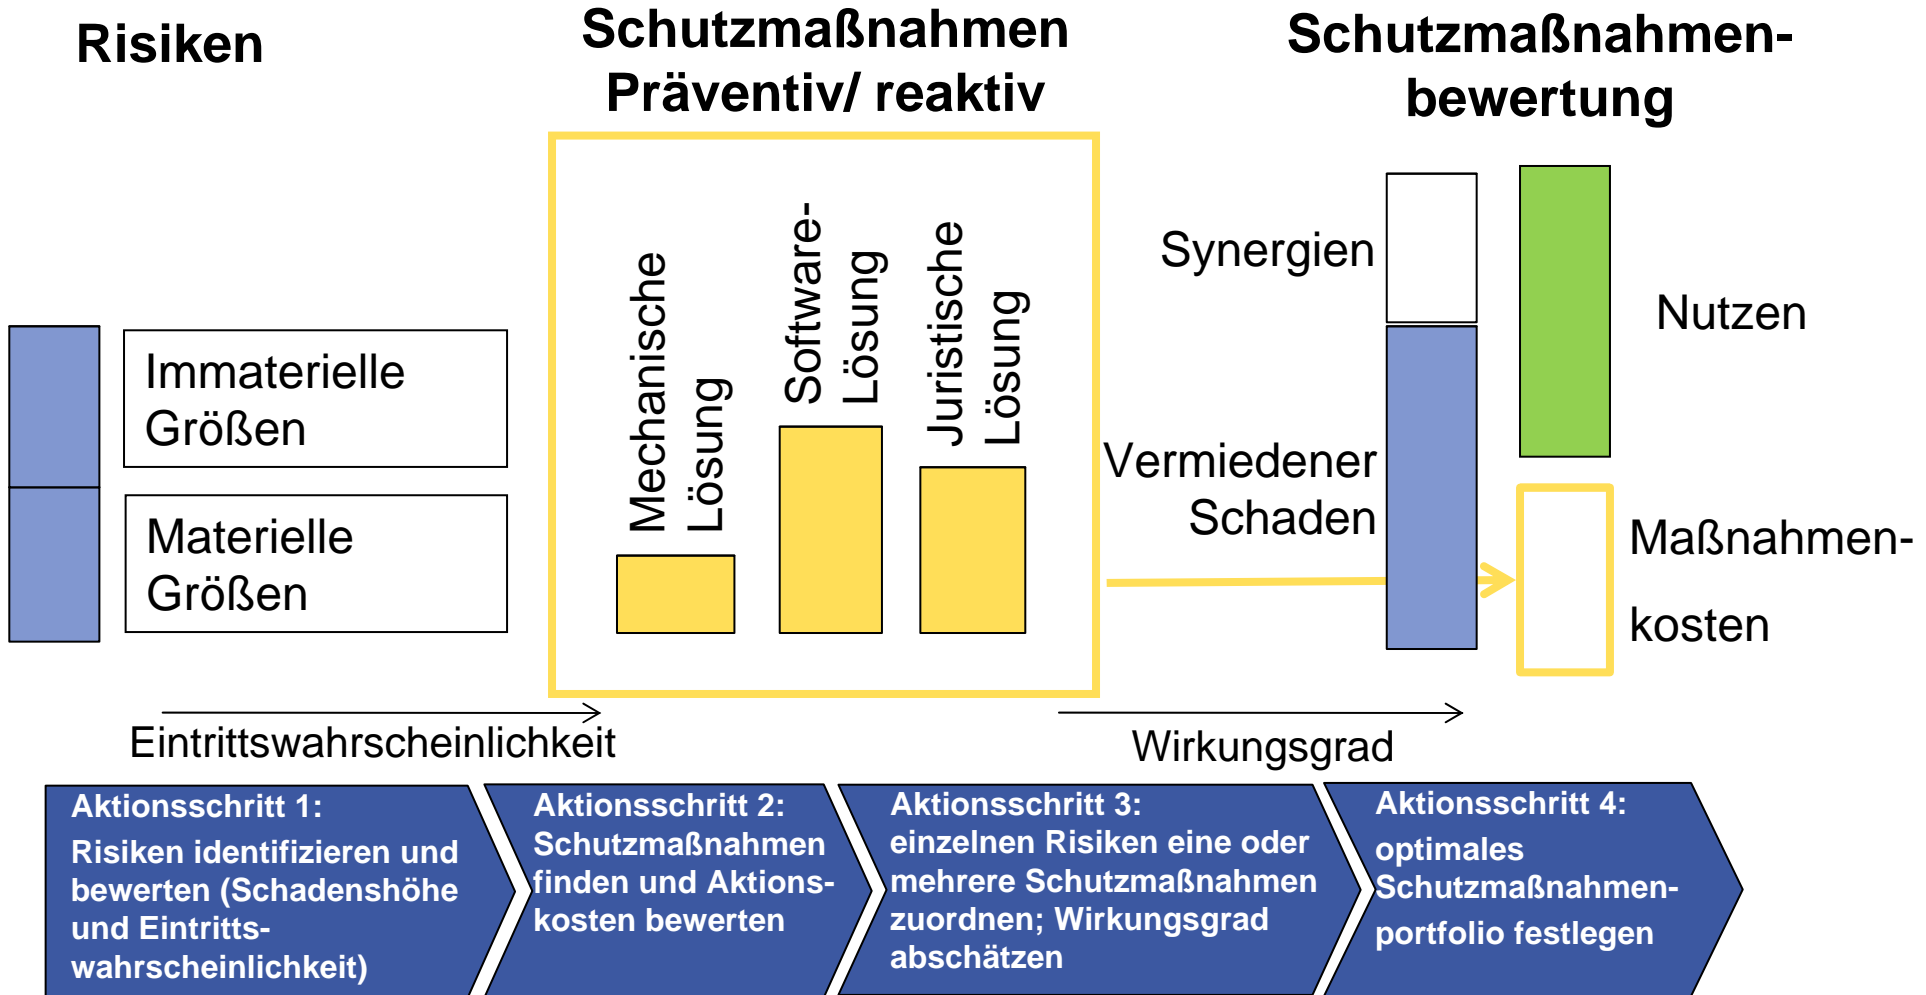 Risiken
Schutzmaßnahmen
Präventiv/ reaktiv
Schutzmaßnahmen-
bewertung
Immaterielle
Größen
Materielle
Größen
Mechanische
Lösung
Software-
Lösung
Juristische
Lösung
Synergien
Vermiedener
Schaden
Nutzen
Maßnahmen-
kosten
Eintrittswahrscheinlichkeit
Wirkungsgrad
Aktionsschritt 1:
Risiken identifizieren und
bewerten (Schadenshöhe
und Eintritts-
wahrscheinlichkeit)
Aktionsschritt 2:
Schutzmaßnahmen
finden und Aktions-
kosten bewerten
Aktionsschritt 3:
einzelnen Risiken eine oder
mehrere Schutzmaßnahmen
zuordnen; Wirkungsgrad
abschätzen
Aktionsschritt 4:
optimales
Schutzmaßnahmen-
portfolio festlegen